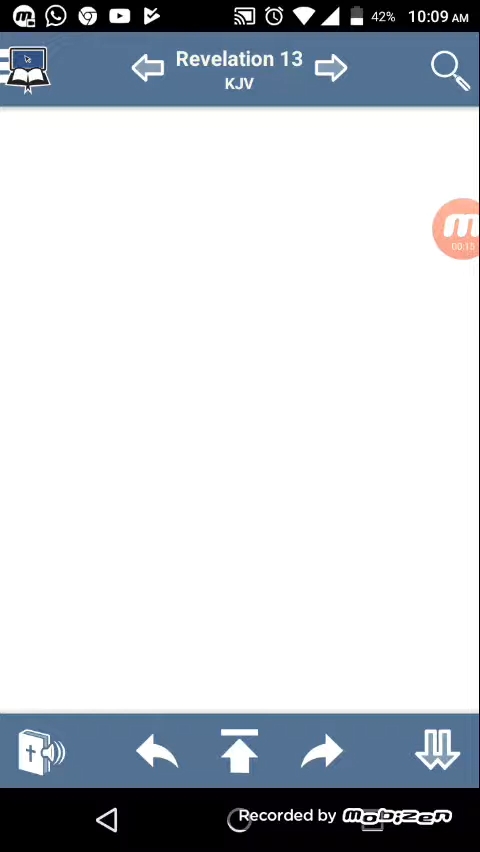 42% 10:09 AM
Revelation 13
KJV
00:15
Recorded by MOBIZEN